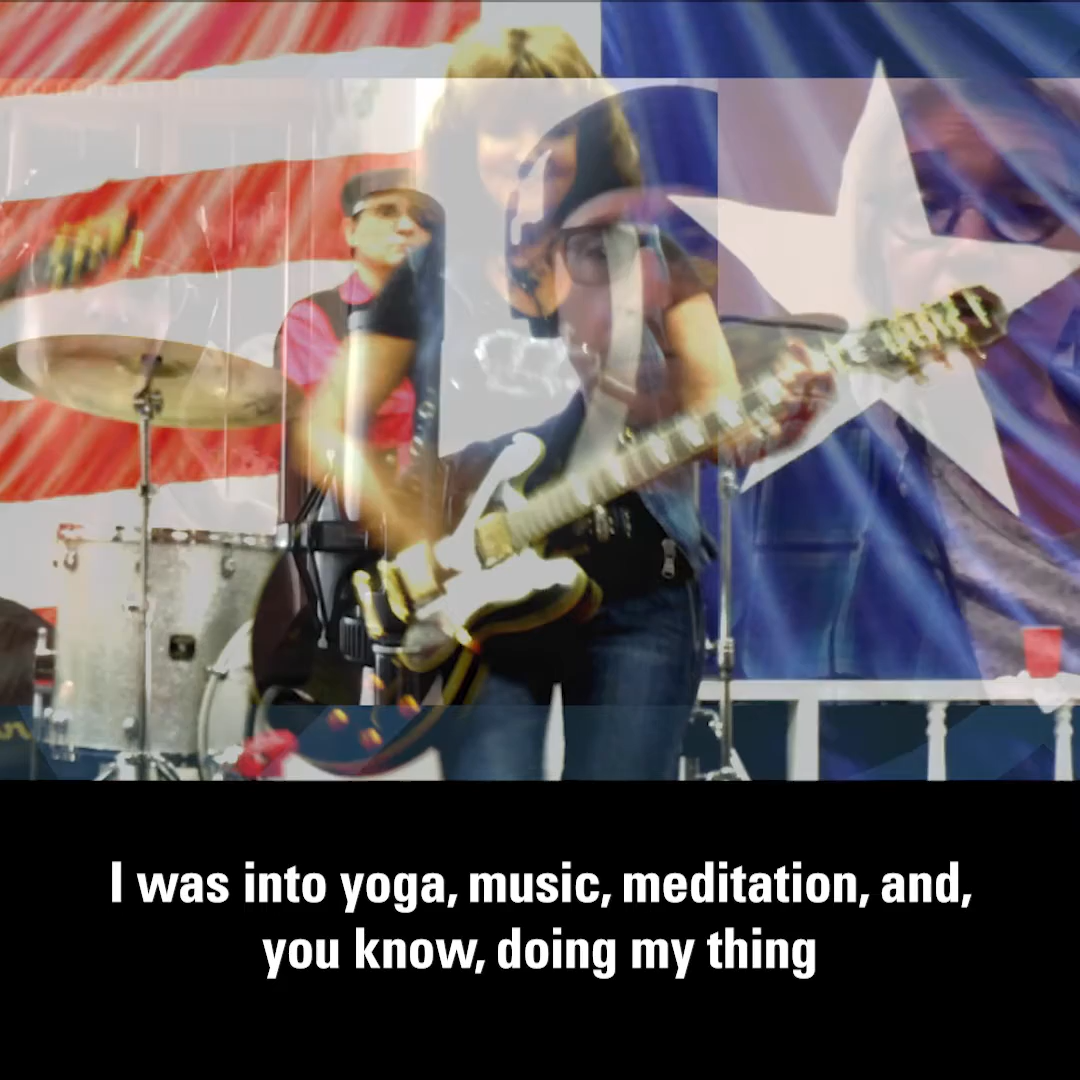 I was into yoga, music, meditation, and,
you know, doing my thing